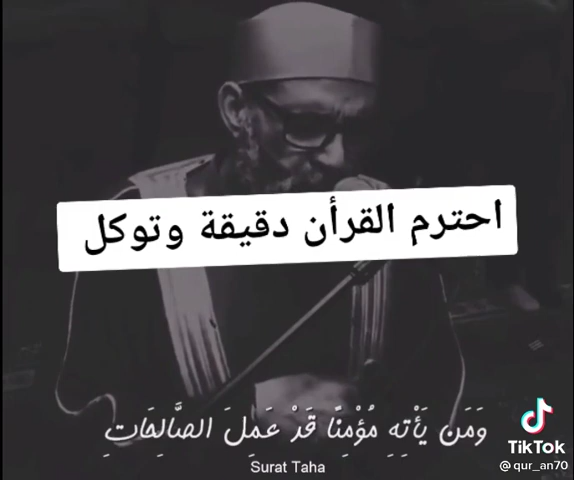 احترم القرأن دقيقة وتوكل
وَمَن يَأْتِهِ مُؤْمِنًا قَدْ عَمِلَ الصَّالِحَاتِ
Surat Taha
TikTok
@qur_an70